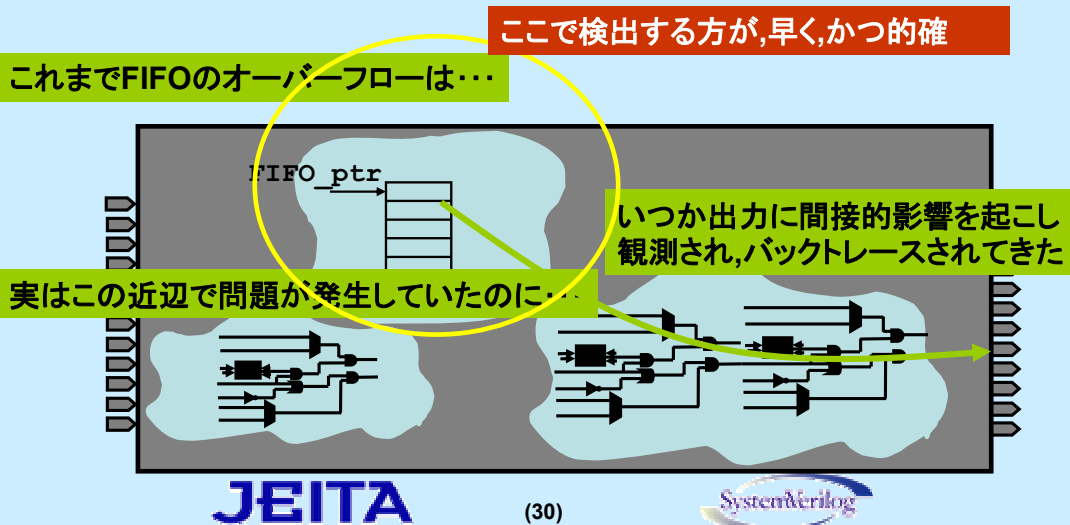 ここで検出する方が,早く,かつ的確
これまでFIFOのオーバーフローは･･･
FIFO_ptr
いつか出力に間接的影響を起こし
観測され,バックトレースされてきた
実はこの近辺で問題が発生していたのに･･･
JEITA
(30)
SystemVerilog